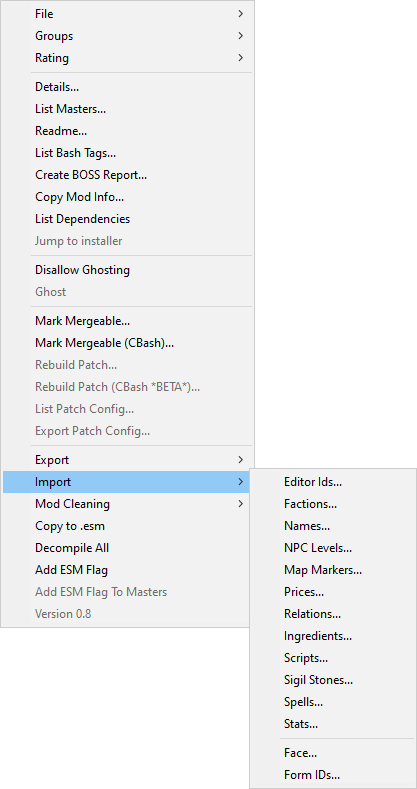 File
Groups
Rating
Details...
List Masters...
Readme...
List Bash Tags...
Create BOSS Report...
Copy Mod Info...
List Dependencies
Jump to installer
Disallow Ghosting
Ghost
Mark Mergeable...
Mark Mergeable (CBash)...
Rebuild Patch...
Rebuild Patch (CBash *BETA*)...
List Patch Config...
Export Patch Config...
Export
Import
Mod Cleaning
Copy to .esm
Decompile All
Add ESM Flag
Add ESM Flag To Masters
Version 0.8
Editor Ids...
Factions...
Names...
NPC Levels...
Map Markers...
Prices...
Relations...
Ingredients...
Scripts...
Sigil Stones...
Spells...
Stats...
Face...
Form IDs...